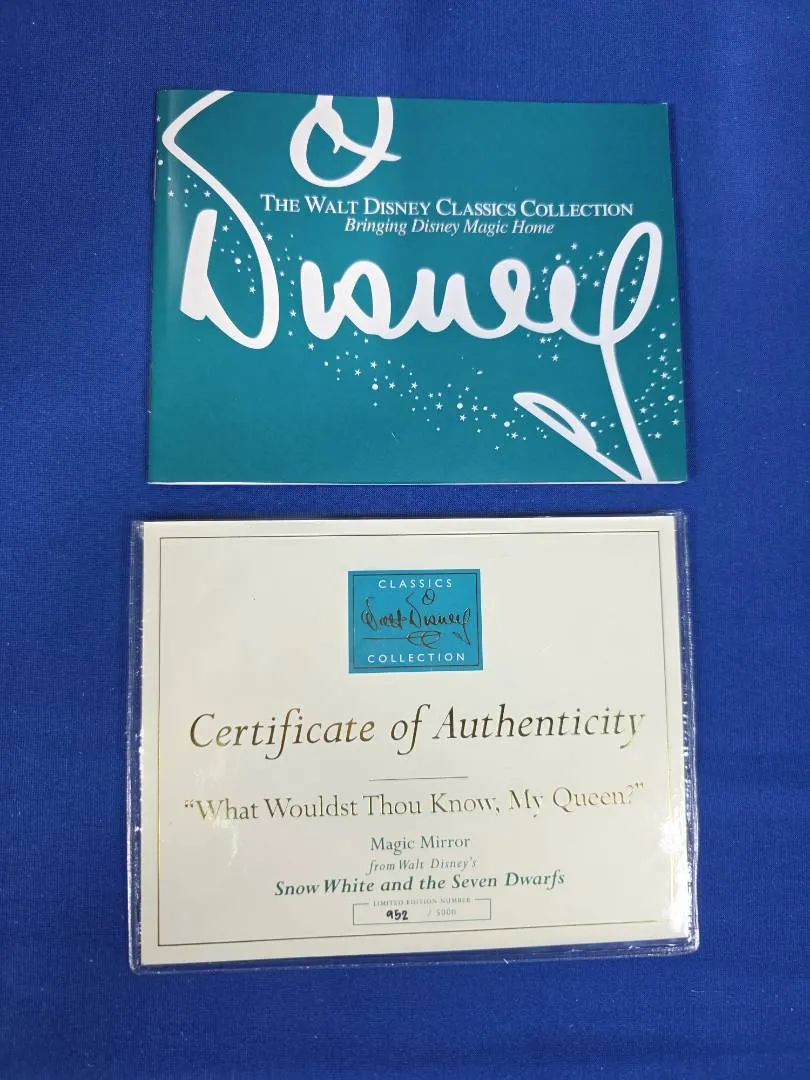 THE WALT DISNEY CLASSICS COLLECTION
Bringing Disney Magic Home
Disney
CLASSICS
Walt Disney
COLLECTION
Certificate of Authenticity
“What Wouldst Thou Know, My Queen?”
Magic Mirror
from Walt Disney's
Snow White and the Seven Dwarfs
LIMITED EDITION NUMBER
952 / 5000